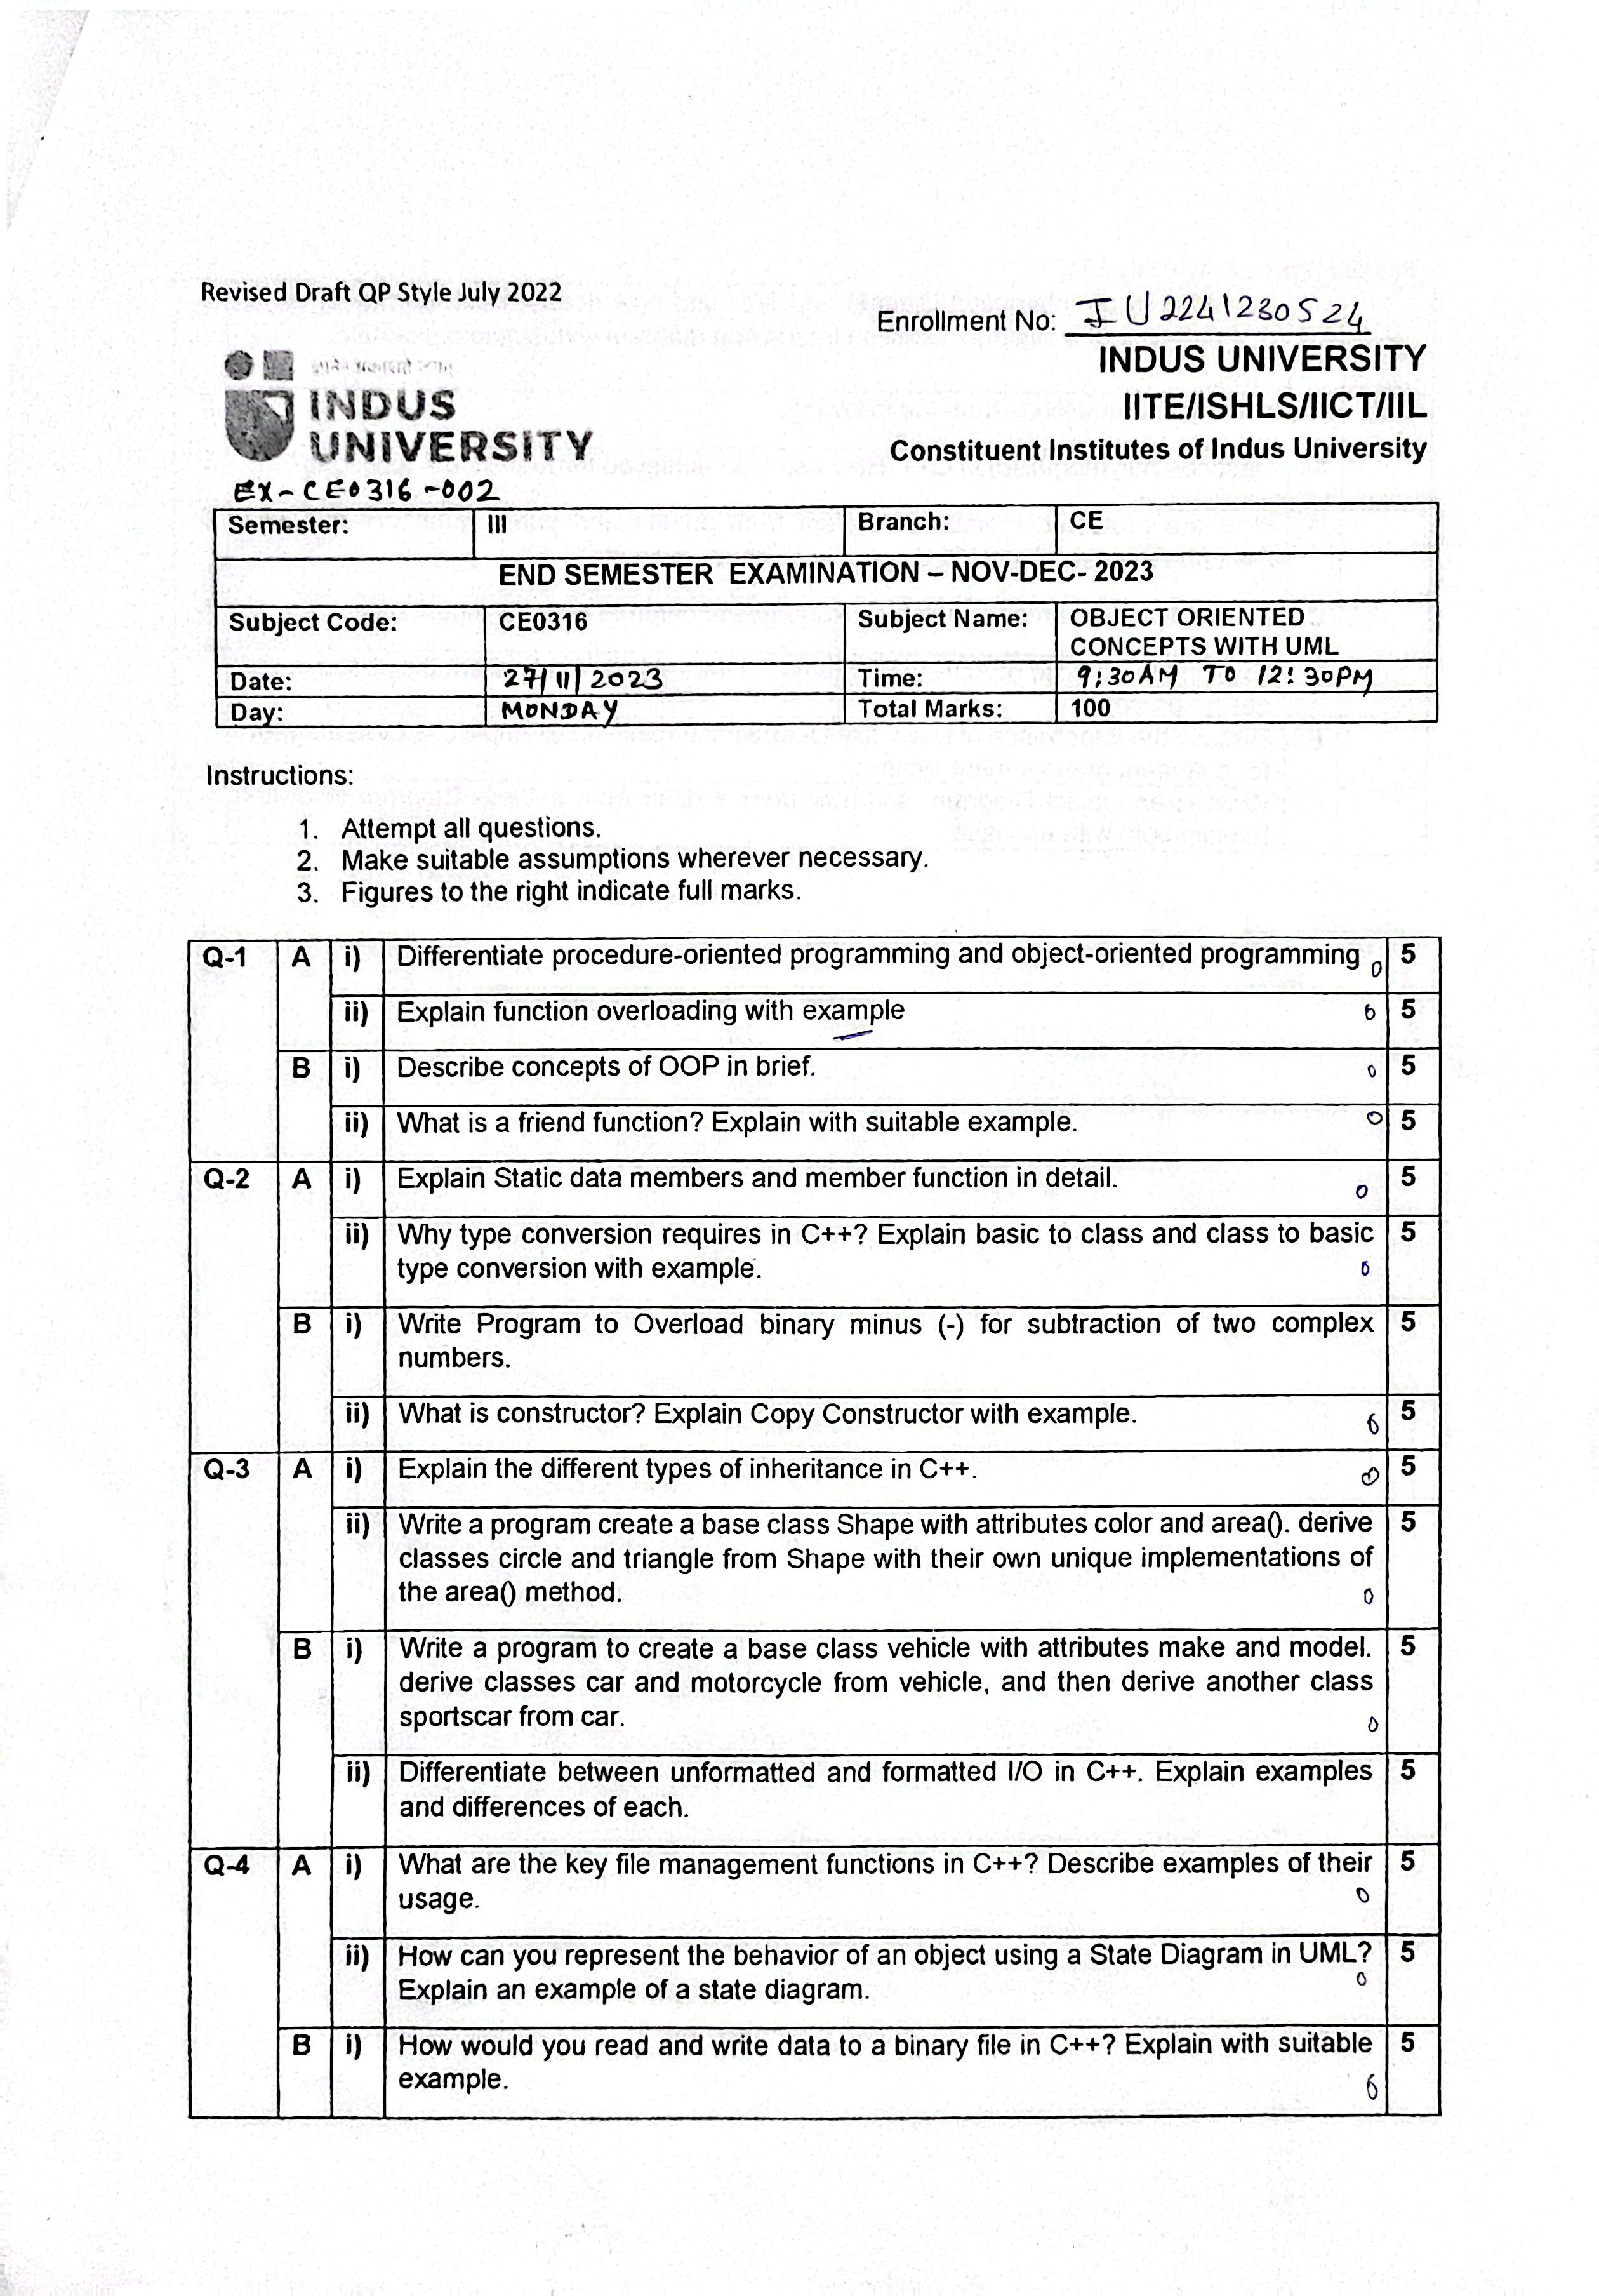 Revised Draft QP Style July 2022
Enrollment No: IU2241230524
INDUS UNIVERSITY
IITE/ISHLS/IICT/IIL
Constituent Institutes of Indus University
INDUS
UNIVERSITY
EX-CE0316-002
Semester: III Branch: CE
END SEMESTER EXAMINATION – NOV-DEC- 2023
Subject Code: CE0316 Subject Name: OBJECT ORIENTED
CONCEPTS WITH UML
Date: 27/11/2023 Time: 9:30AM TO 12:30PM
Day: MONDAY Total Marks: 100
Instructions:
1. Attempt all questions.
2. Make suitable assumptions wherever necessary.
3. Figures to the right indicate full marks.
Q-1 A i) Differentiate procedure-oriented programming and object-oriented programming 5
ii) Explain function overloading with example 5
B i) Describe concepts of OOP in brief. 5
ii) What is a friend function? Explain with suitable example. 5
Q-2 A i) Explain Static data members and member function in detail. 5
ii) Why type conversion requires in C++? Explain basic to class and class to basic 5
type conversion with example.
B i) Write Program to Overload binary minus (-) for subtraction of two complex 5
numbers.
ii) What is constructor? Explain Copy Constructor with example. 5
Q-3 A i) Explain the different types of inheritance in C++. 5
ii) Write a program create a base class Shape with attributes color and area(). derive 5
classes circle and triangle from Shape with their own unique implementations of
the area() method.
B i) Write a program to create a base class vehicle with attributes make and model. 5
derive classes car and motorcycle from vehicle, and then derive another class
sportscar from car.
ii) Differentiate between unformatted and formatted I/O in C++. Explain examples 5
and differences of each.
Q-4 A i) What are the key file management functions in C++? Describe examples of their 5
usage.
ii) How can you represent the behavior of an object using a State Diagram in UML? 5
Explain an example of a state diagram.
B i) How would you read and write data to a binary file in C++? Explain with suitable 5
example.